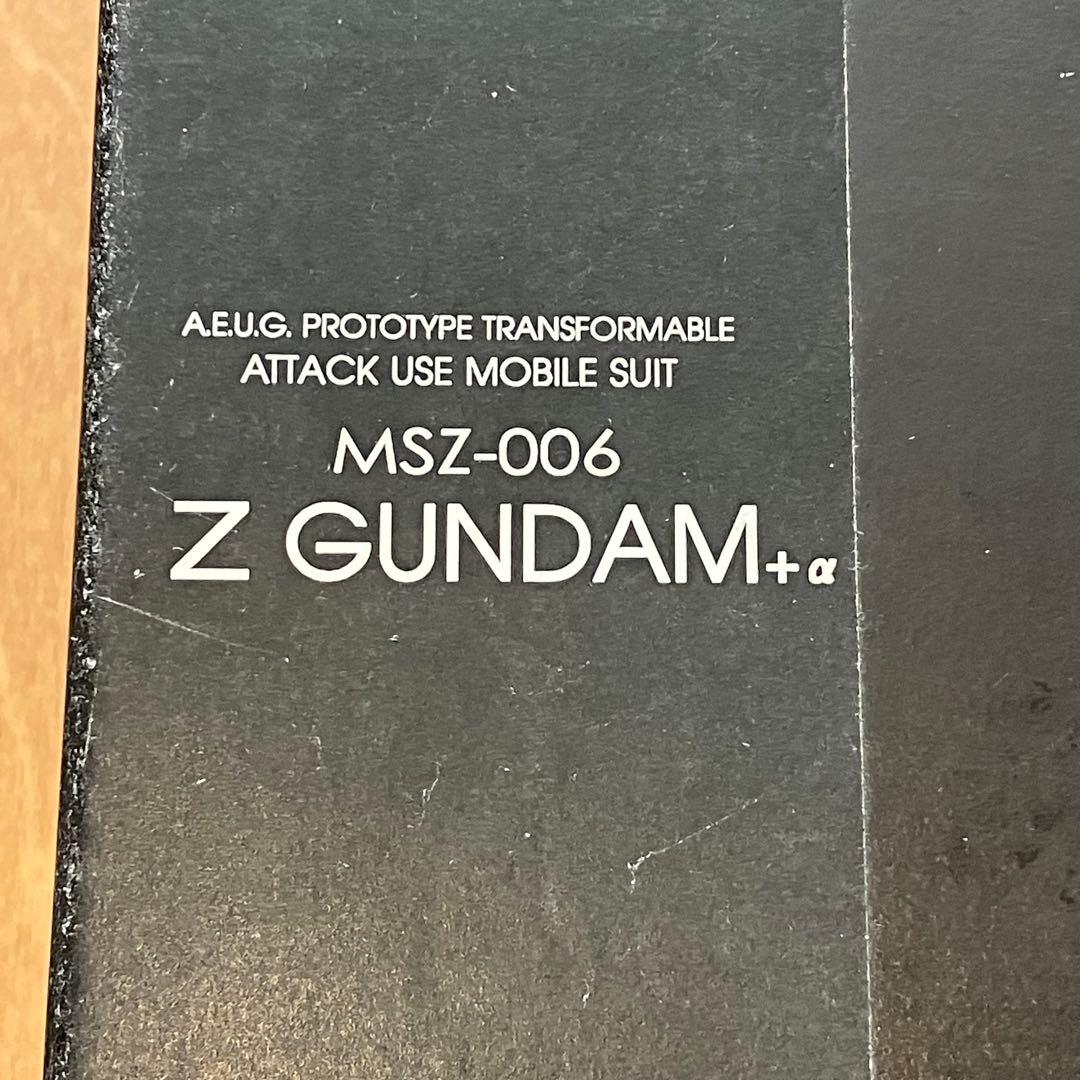 A.E.U.G. PROTOTYPE TRANSFORMABLE
ATTACK USE MOBILE SUIT
MSZ-006
Z GUNDAM+α